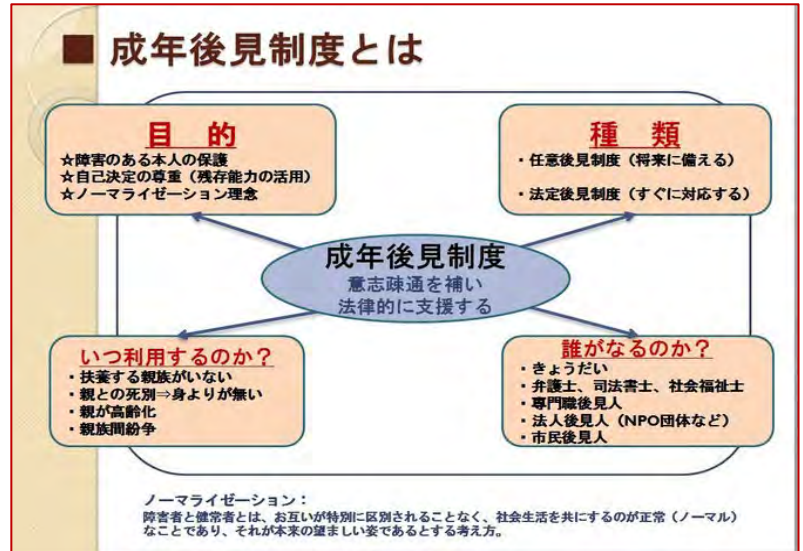 ■ 成年後見制度とは
目 的
☆障害のある本人の保護
☆自己決定の尊重（残存能力の活用）
☆ノーマライゼーション理念
種 類
・任意後見制度（将来に備える）
・法定後見制度（すぐに対応する）
成年後見制度
意志疎通を補い
法律的に支援する
いつ利用するのか？
・扶養する親族がいない
・親との死別⇒身よりが無い
・親が高齢化
・親族間紛争
誰がなるのか？
・きょうだい
・弁護士、司法書士、社会福祉士
・専門職後見人
・法人後見人（NPO団体など）
・市民後見人
ノーマライゼーション：
障害者と健常者とは、お互いが特別に区別されることなく、社会生活を共にするのが正常（ノーマル）
なことであり、それが本来の望ましい姿であるとする考え方。